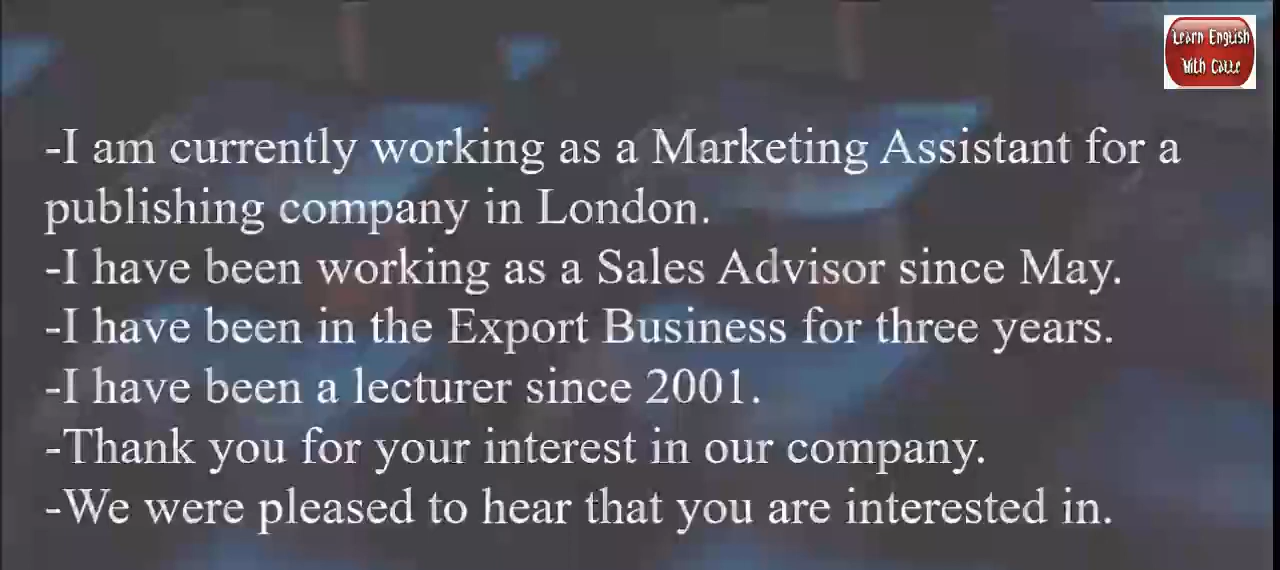 Learn English
With Catte
-I am currently working as a Marketing Assistant for a
publishing company in London.
-I have been working as a Sales Advisor since May.
-I have been in the Export Business for three years.
-I have been a lecturer since 2001.
-Thank you for your interest in our company.
-We were pleased to hear that you are interested in.